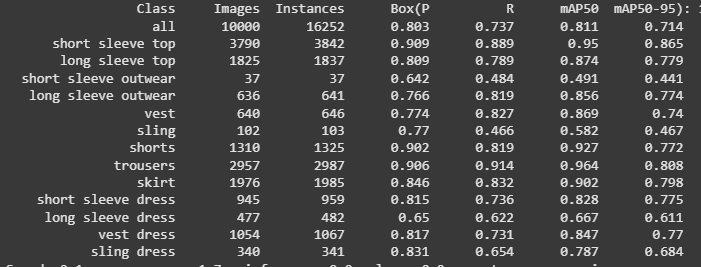 Class Images Instances Box(P R mAP50 mAP50-95):
all 10000 16252 0.803 0.737 0.811 0.714
short sleeve top 3790 3842 0.909 0.889 0.95 0.865
long sleeve top 1825 1837 0.809 0.789 0.874 0.779
short sleeve outwear 37 37 0.642 0.484 0.491 0.441
long sleeve outwear 636 641 0.766 0.819 0.856 0.774
vest 640 646 0.774 0.827 0.869 0.74
sling 102 103 0.77 0.466 0.582 0.467
shorts 1310 1325 0.902 0.819 0.927 0.772
trousers 2957 2987 0.906 0.914 0.964 0.808
skirt 1976 1985 0.846 0.832 0.902 0.798
short sleeve dress 945 959 0.815 0.736 0.828 0.775
long sleeve dress 477 482 0.65 0.622 0.667 0.611
vest dress 1054 1067 0.817 0.731 0.847 0.77
sling dress 340 341 0.831 0.654 0.787 0.684